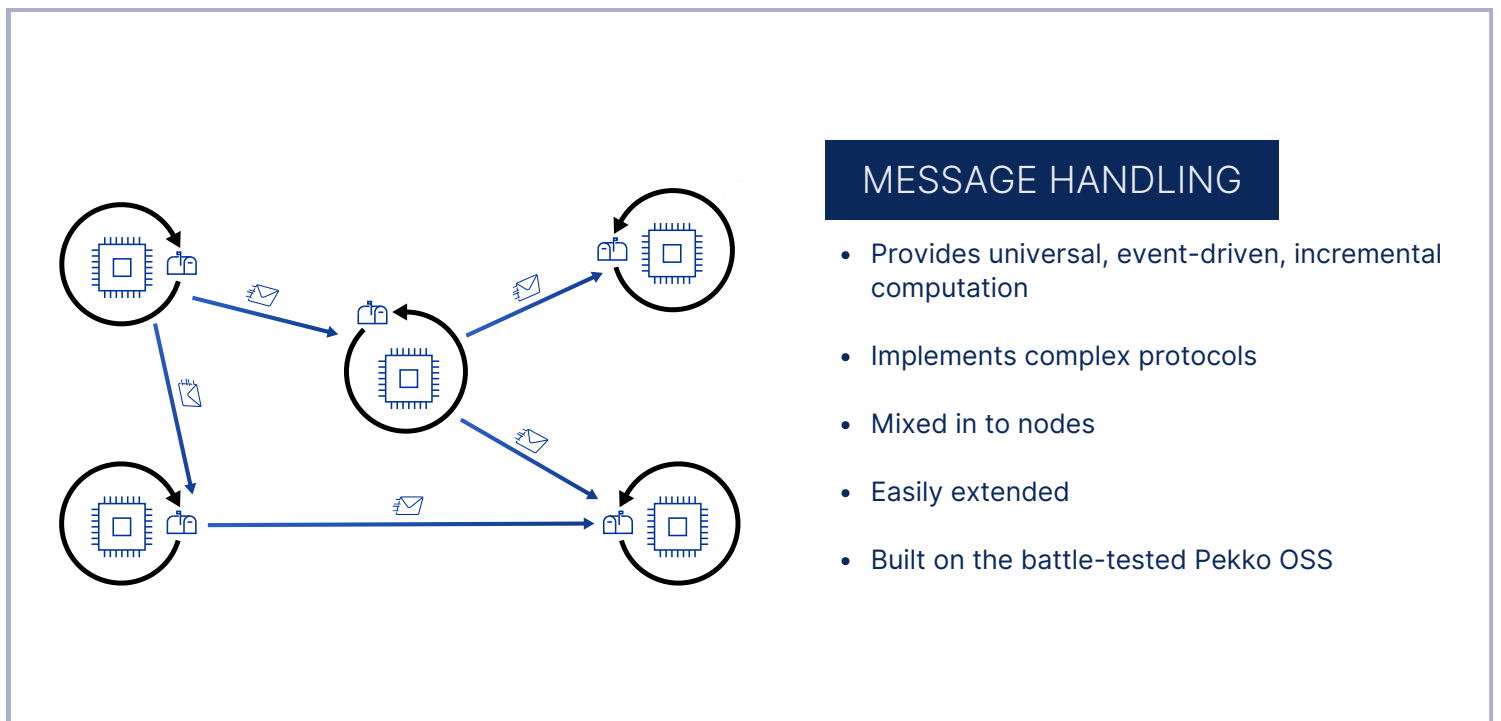 MESSAGE HANDLING
• Provides universal, event-driven, incremental
computation
• Implements complex protocols
• Mixed in to nodes
• Easily extended
• Built on the battle-tested Pekko OSS